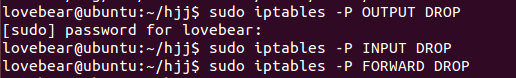 lovebear@ubuntu:~/hjj$ sudo iptables -P OUTPUT DROP
[sudo] password for lovebear:
lovebear@ubuntu:~/hjj$ sudo iptables -P INPUT DROP
lovebear@ubuntu:~/hjj$ sudo iptables -P FORWARD DROP